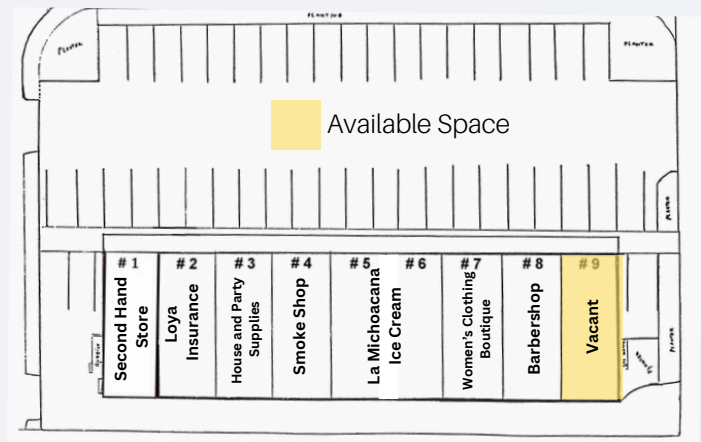 PLANTING
PLANTER
PLANTER
Available Space
PLANTER
# 1
# 2
# 3
# 4
# 5
# 6
# 7
# 8
# 9
Second Hand
Store
Loya
Insurance
House and Party
Supplies
Smoke Shop
La Michoacana
Ice Cream
Women's Clothing
Boutique
Barbershop
Vacant
PLANTER